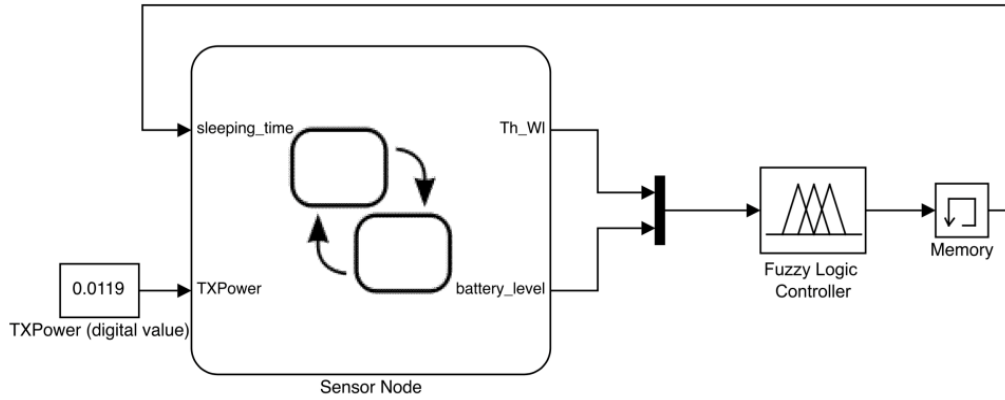 sleeping_time
Th_Wl
0.0119
TXPower
battery_level
TXPower (digital value)
Sensor Node
Fuzzy Logic
Controller
Memory